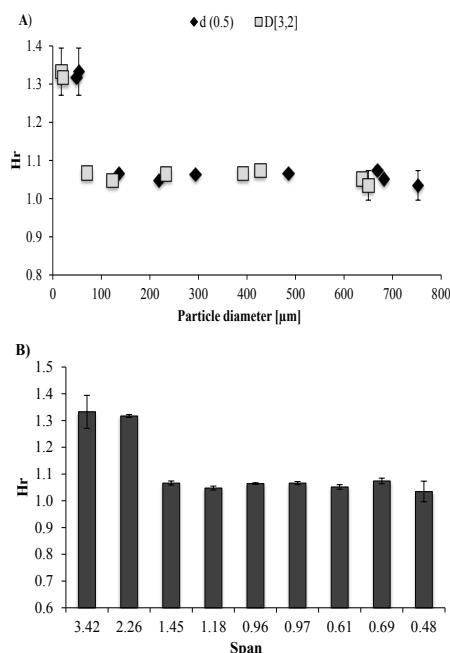 A)
d (0.5) D[3,2]
1.4
1.3
1.2
1.1
1.0
0.9
0.8
Hr
0 100 200 300 400 500 600 700 800
Particle diameter [µm]
B)
1.5
1.4
1.3
1.2
1.1
1.0
0.9
0.8
0.7
0.6
Hr
3.42 2.26 1.45 1.18 0.96 0.97 0.61 0.69 0.48
Span